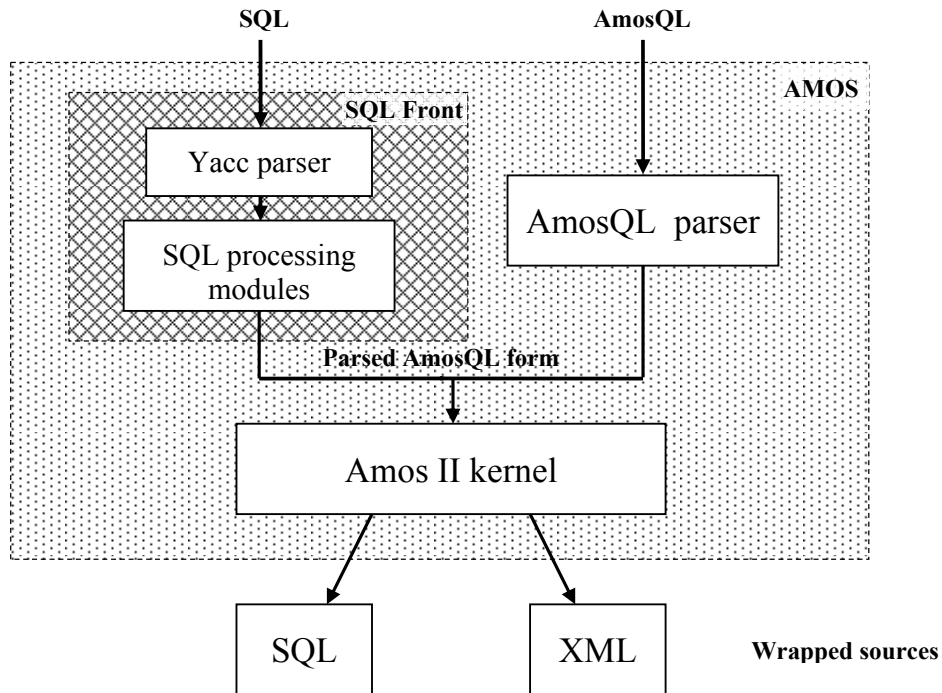 SQL
AmosQL
AMOS
SQL Front
Yacc parser
AmosQL parser
SQL processing
modules
Parsed AmosQL form
Amos II kernel
SQL
XML
Wrapped sources